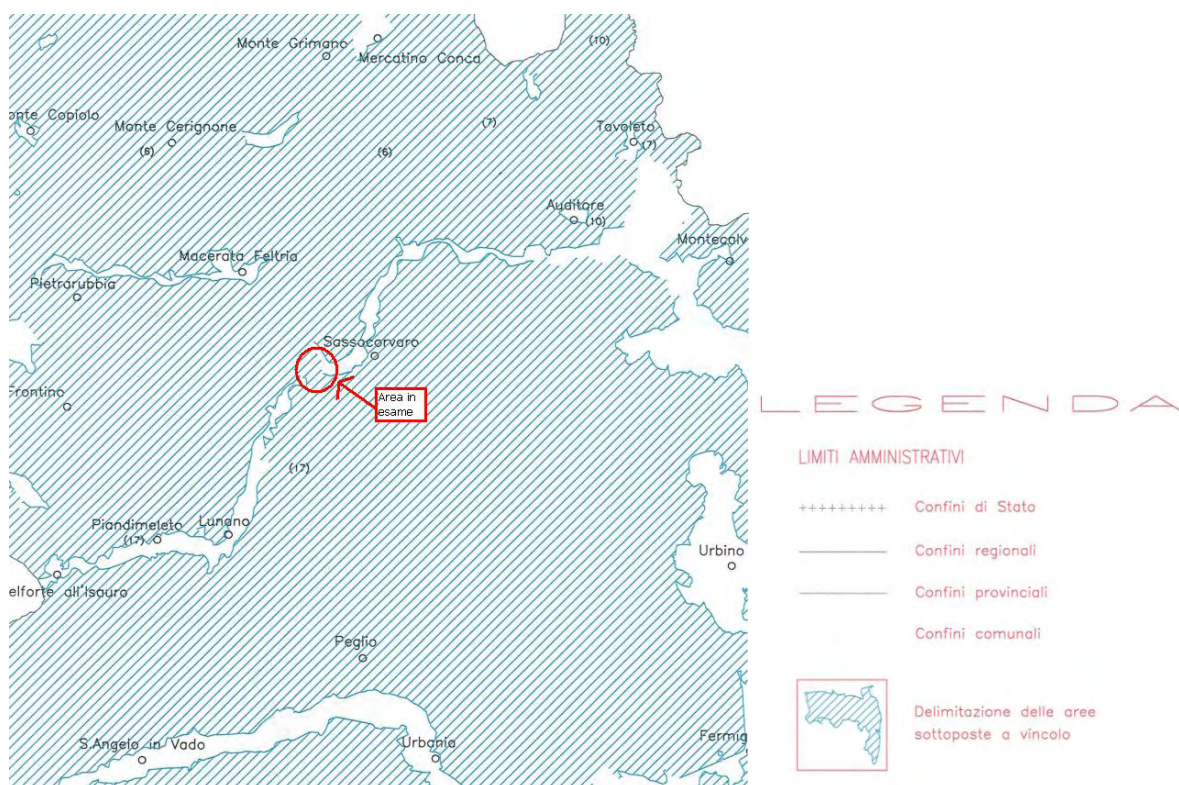 Monte Grimano
Mercatino Conca
(10)
onte Copiolo
Monte Cerignone
(6)
(6)
(7)
Tavoleto
(7)
Auditore
(10)
Montecalv
Macerata Feltria
Pietrarubbia
Sassocorvaro
Frontino
Area in
esame
(17)
Piandimeleto
(17)
Lunano
elforte all'Isauro
Urbino
Peglio
S.Angelo in Vado
Urbania
Fermig
LEGENDA
LIMITI AMMINISTRATIVI
Confini di Stato
Confini regionali
Confini provinciali
Confini comunali
Delimitazione delle aree
sottoposte a vincolo